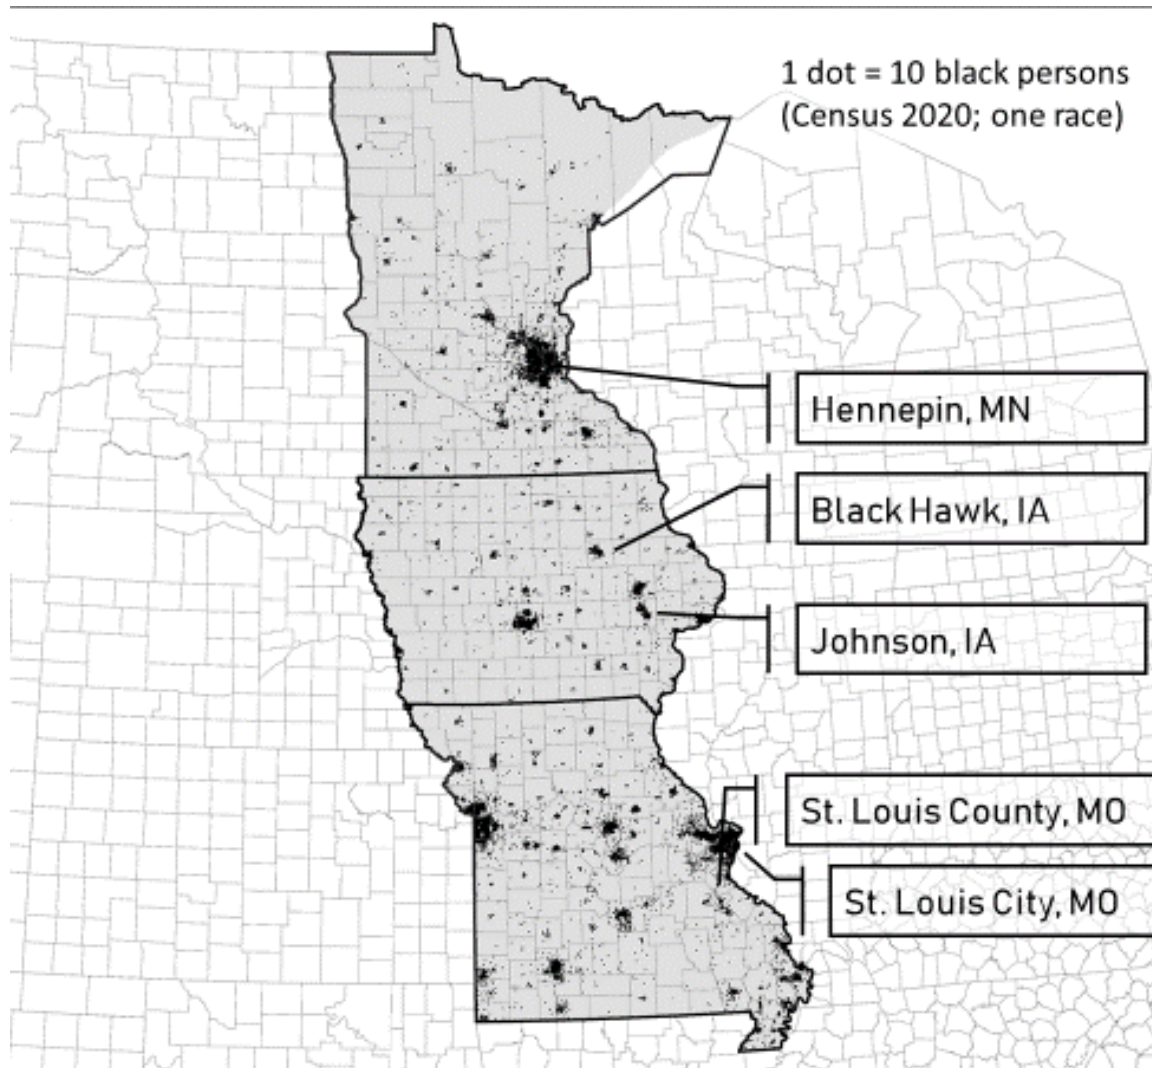 1 dot = 10 black persons
(Census 2020; one race)
Hennepin, MN
Black Hawk, IA
Johnson, IA
St. Louis County, MO
St. Louis City, MO